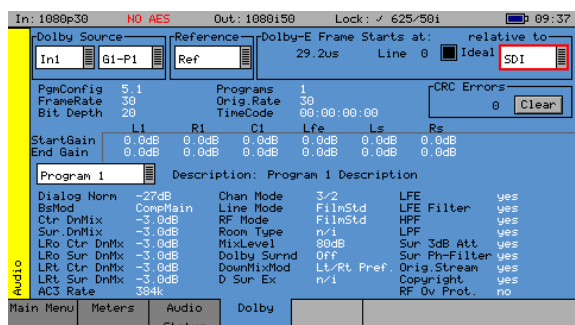 In: 1080p30 NO AES Out: 1080i50 Lock: ✓ 625/50i 09:37
Dolby Source Reference Dolby-E Frame Starts at: relative to
In1 G1-P1 Ref 29.2us Line 0 Ideal SDI
PgmConfig 5.1 Programs 1 CRC Errors
FrameRate 30 Orig.Rate 30 0 Clear
Bit Depth 20 TimeCode 00:00:00:00
L1 R1 C1 Lfe Ls Rs
StartGain 0.0dB 0.0dB 0.0dB 0.0dB 0.0dB 0.0dB
End Gain 0.0dB 0.0dB 0.0dB 0.0dB 0.0dB 0.0dB
Program 1 Description: Program 1 Description
Dialog Norm -27dB Chan Mode 3/2 LFE yes
BsMod CompMain Line Mode FilmStd LFE Filter yes
Ctr DnMix -3.0dB RF Mode FilmStd HPF yes
Sur.DnMix -3.0dB Room Type n/i LPF yes
LRo Ctr DnMx -3.0dB MixLevel 80dB Sur 3dB Att yes
LRo Sur DnMx -3.0dB Dolby Surnd Off Sur Ph-Filter yes
LRt Ctr DnMx -3.0dB DownMixMod Lt/Rt Pref. Orig.Stream yes
LRt Sur DnMx -3.0dB D Sur Ex n/i Copyright yes
AC3 Rate 384k RF Ov Prot. no
Audio
Main Menu Meters Audio Dolby